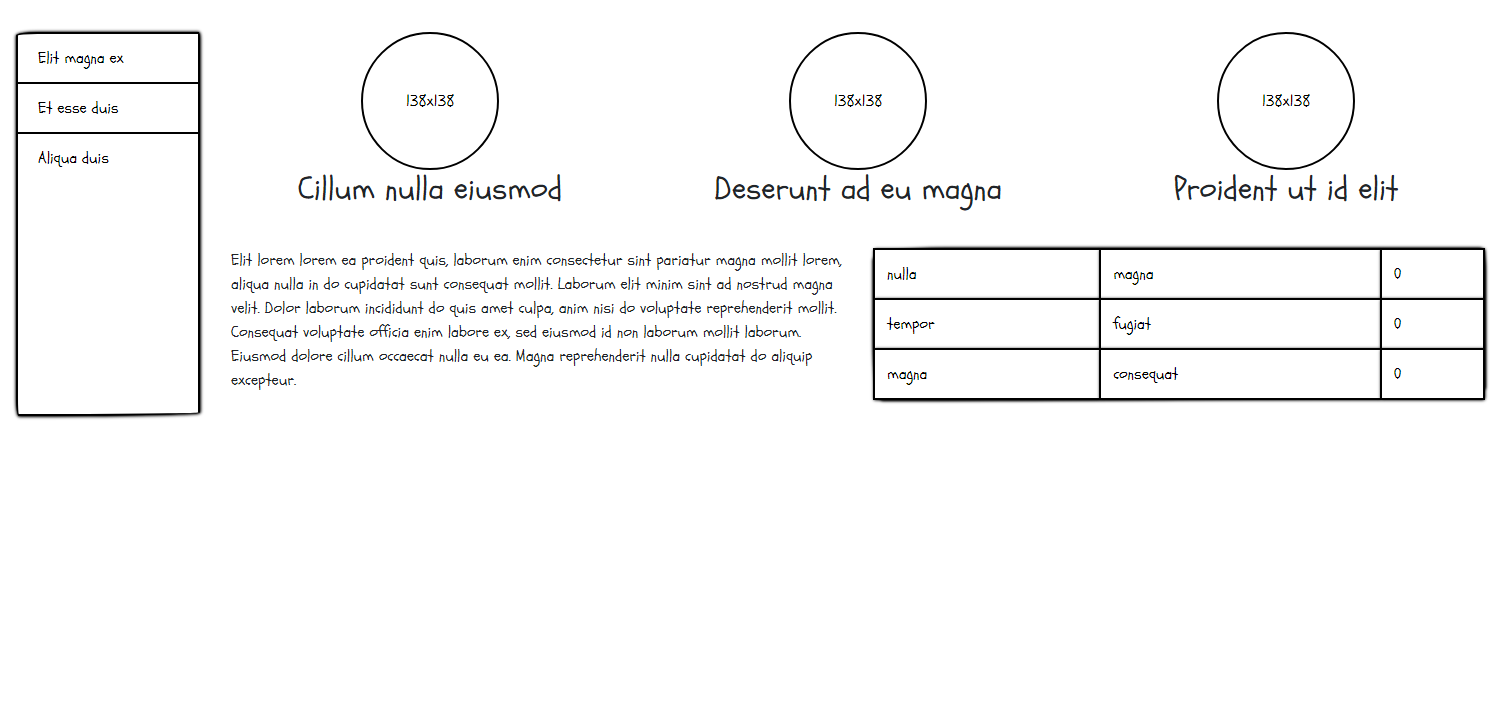 Elit magna ex
Et esse duis
Aliqua duis
138x138
Cillum nulla eiusmod
138x138
Deserunt ad eu magna
138x138
Proident ut id elit
Elit lorem lorem ea proident quis, laborum enim consectetur sint pariatur magna mollit lorem,
aliqua nulla in do cupidatat sunt consequat mollit. Laborum elit minim sint ad nostrud magna
velit. Dolor laborum incididunt do quis amet culpa, anim nisi do voluptate reprehenderit mollit.
Consequat voluptate officia enim labore ex, sed eiusmod id non laborum mollit laborum.
Eiusmod dolore cillum occaecat nulla eu ea. Magna reprehenderit nulla cupidatat do aliquip
excepteur.
nulla magna 0
tempor fugiat 0
magna consequat 0